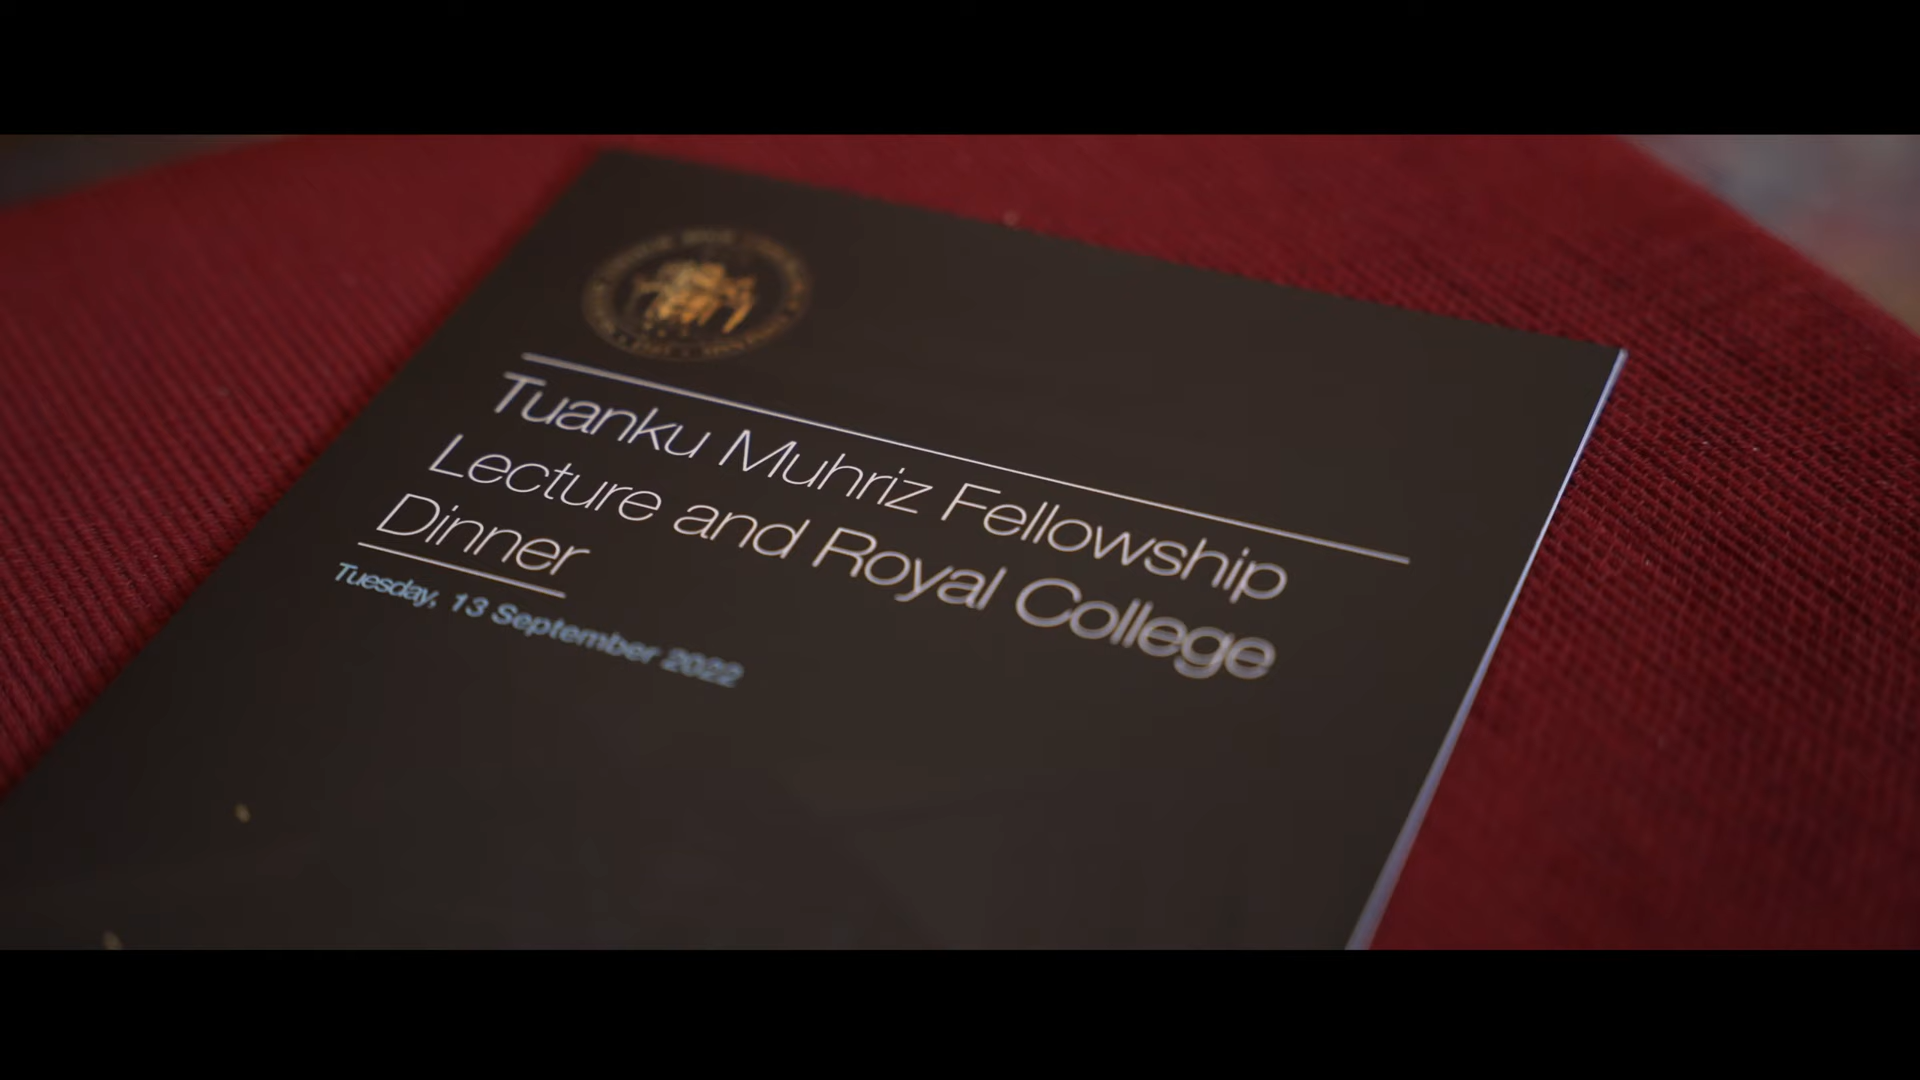 Tuanku Muhriz Fellowship
Lecture and Royal College
Dinner
Tuesday, 13 September 2022